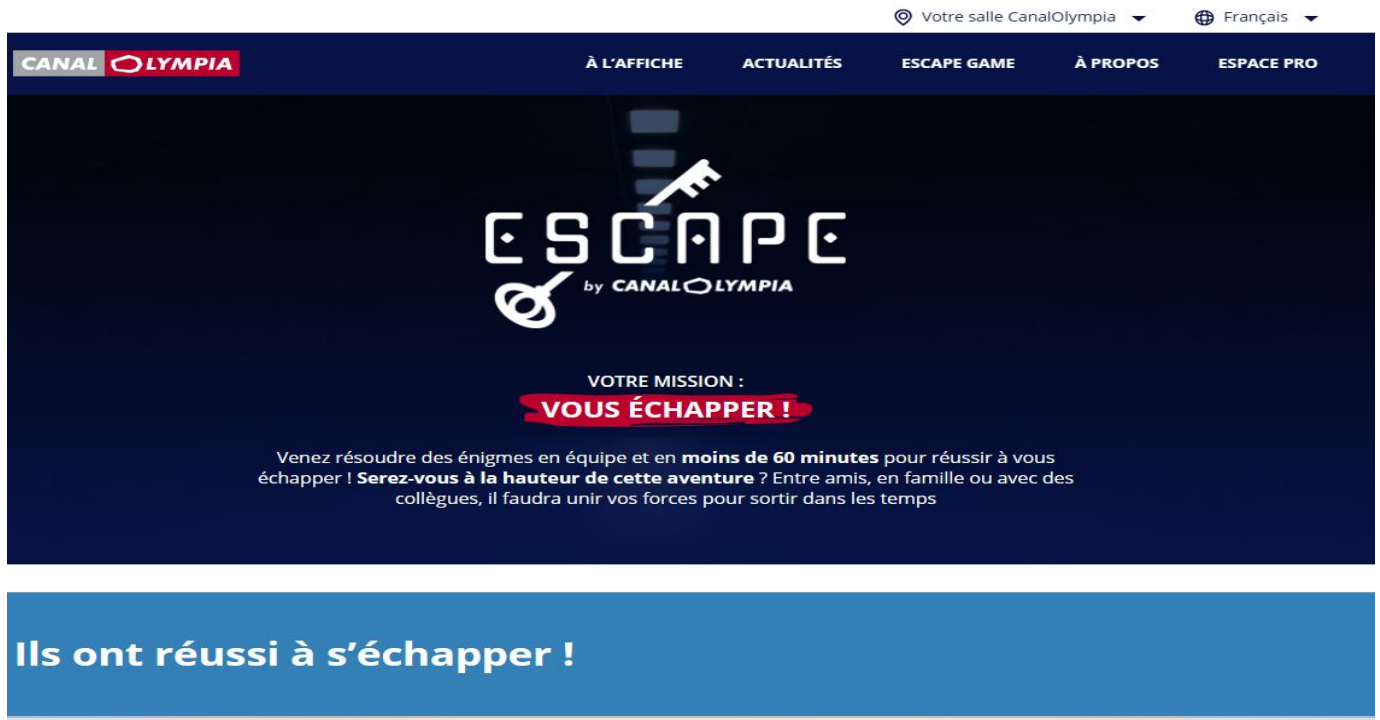 Votre salle CanalOlympia
Français
CANAL OLYMPIA
À L'AFFICHE
ACTUALITÉS
ESCAPE GAME
À PROPOS
ESPACE PRO
ESCAPE
by CANALOLYMPIA
VOTRE MISSION :
VOUS ÉCHAPPER !
Venez résoudre des énigmes en équipe et en moins de 60 minutes pour réussir à vous
échapper ! Serez-vous à la hauteur de cette aventure ? Entre amis, en famille ou avec des
collègues, il faudra unir vos forces pour sortir dans les temps
Ils ont réussi à s’échapper !